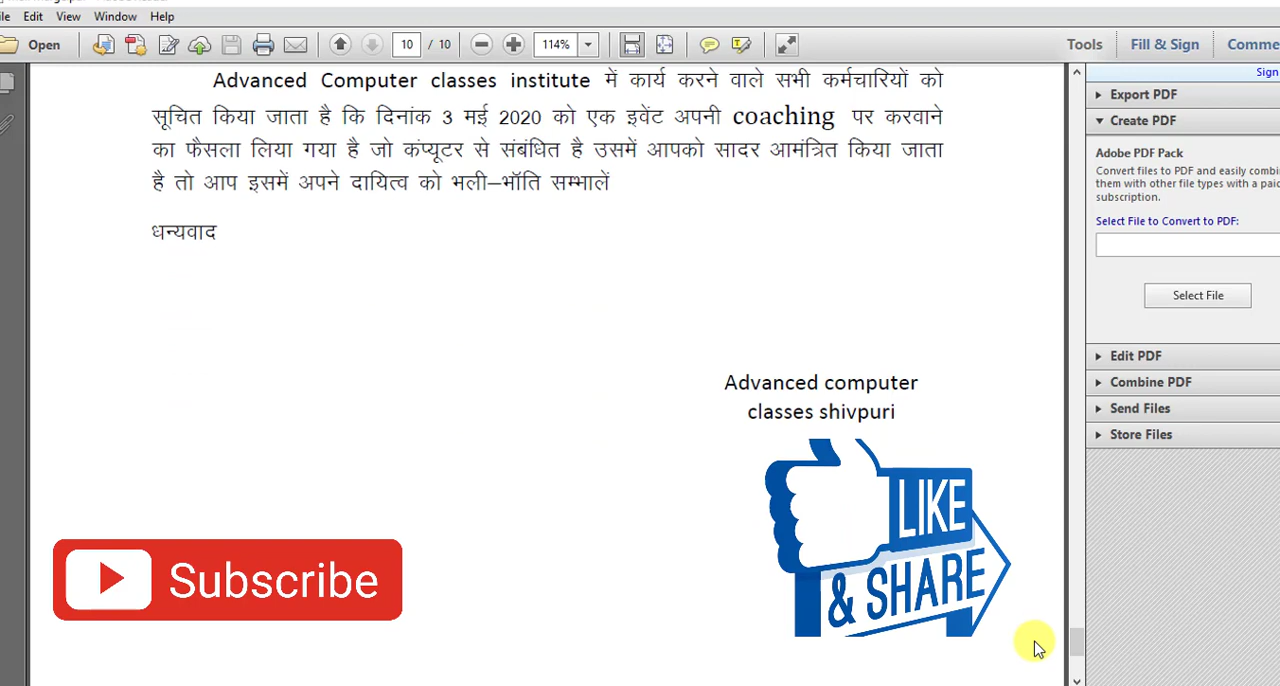 Edit View Window Help
Open 10 / 10 114% Tools Fill & Sign
Sign
Export PDF
Create PDF
Adobe PDF Pack
Convert files to PDF and easily
them with other file types with a
subscription.
Select File to Convert to PDF:
Select File
Edit PDF
Combine PDF
Send Files
Store Files
Advanced Computer classes institute में कार्य करने वाले सभी कर्मचारियों को
सूचित किया जाता है कि दिनांक 3 मई 2020 को एक इवेंट अपनी coaching पर करवाने
का फैसला लिया गया है जो कंप्यूटर से संबंधित है उसमें आपको सादर आमंत्रित किया जाता
है तो आप इसमें अपने दायित्व को भली–भॉति सम्भालें
धन्यवाद
Advanced computer
classes shivpuri
LIKE
& SHARE
Subscribe